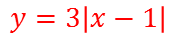 y = 3|x − 1|